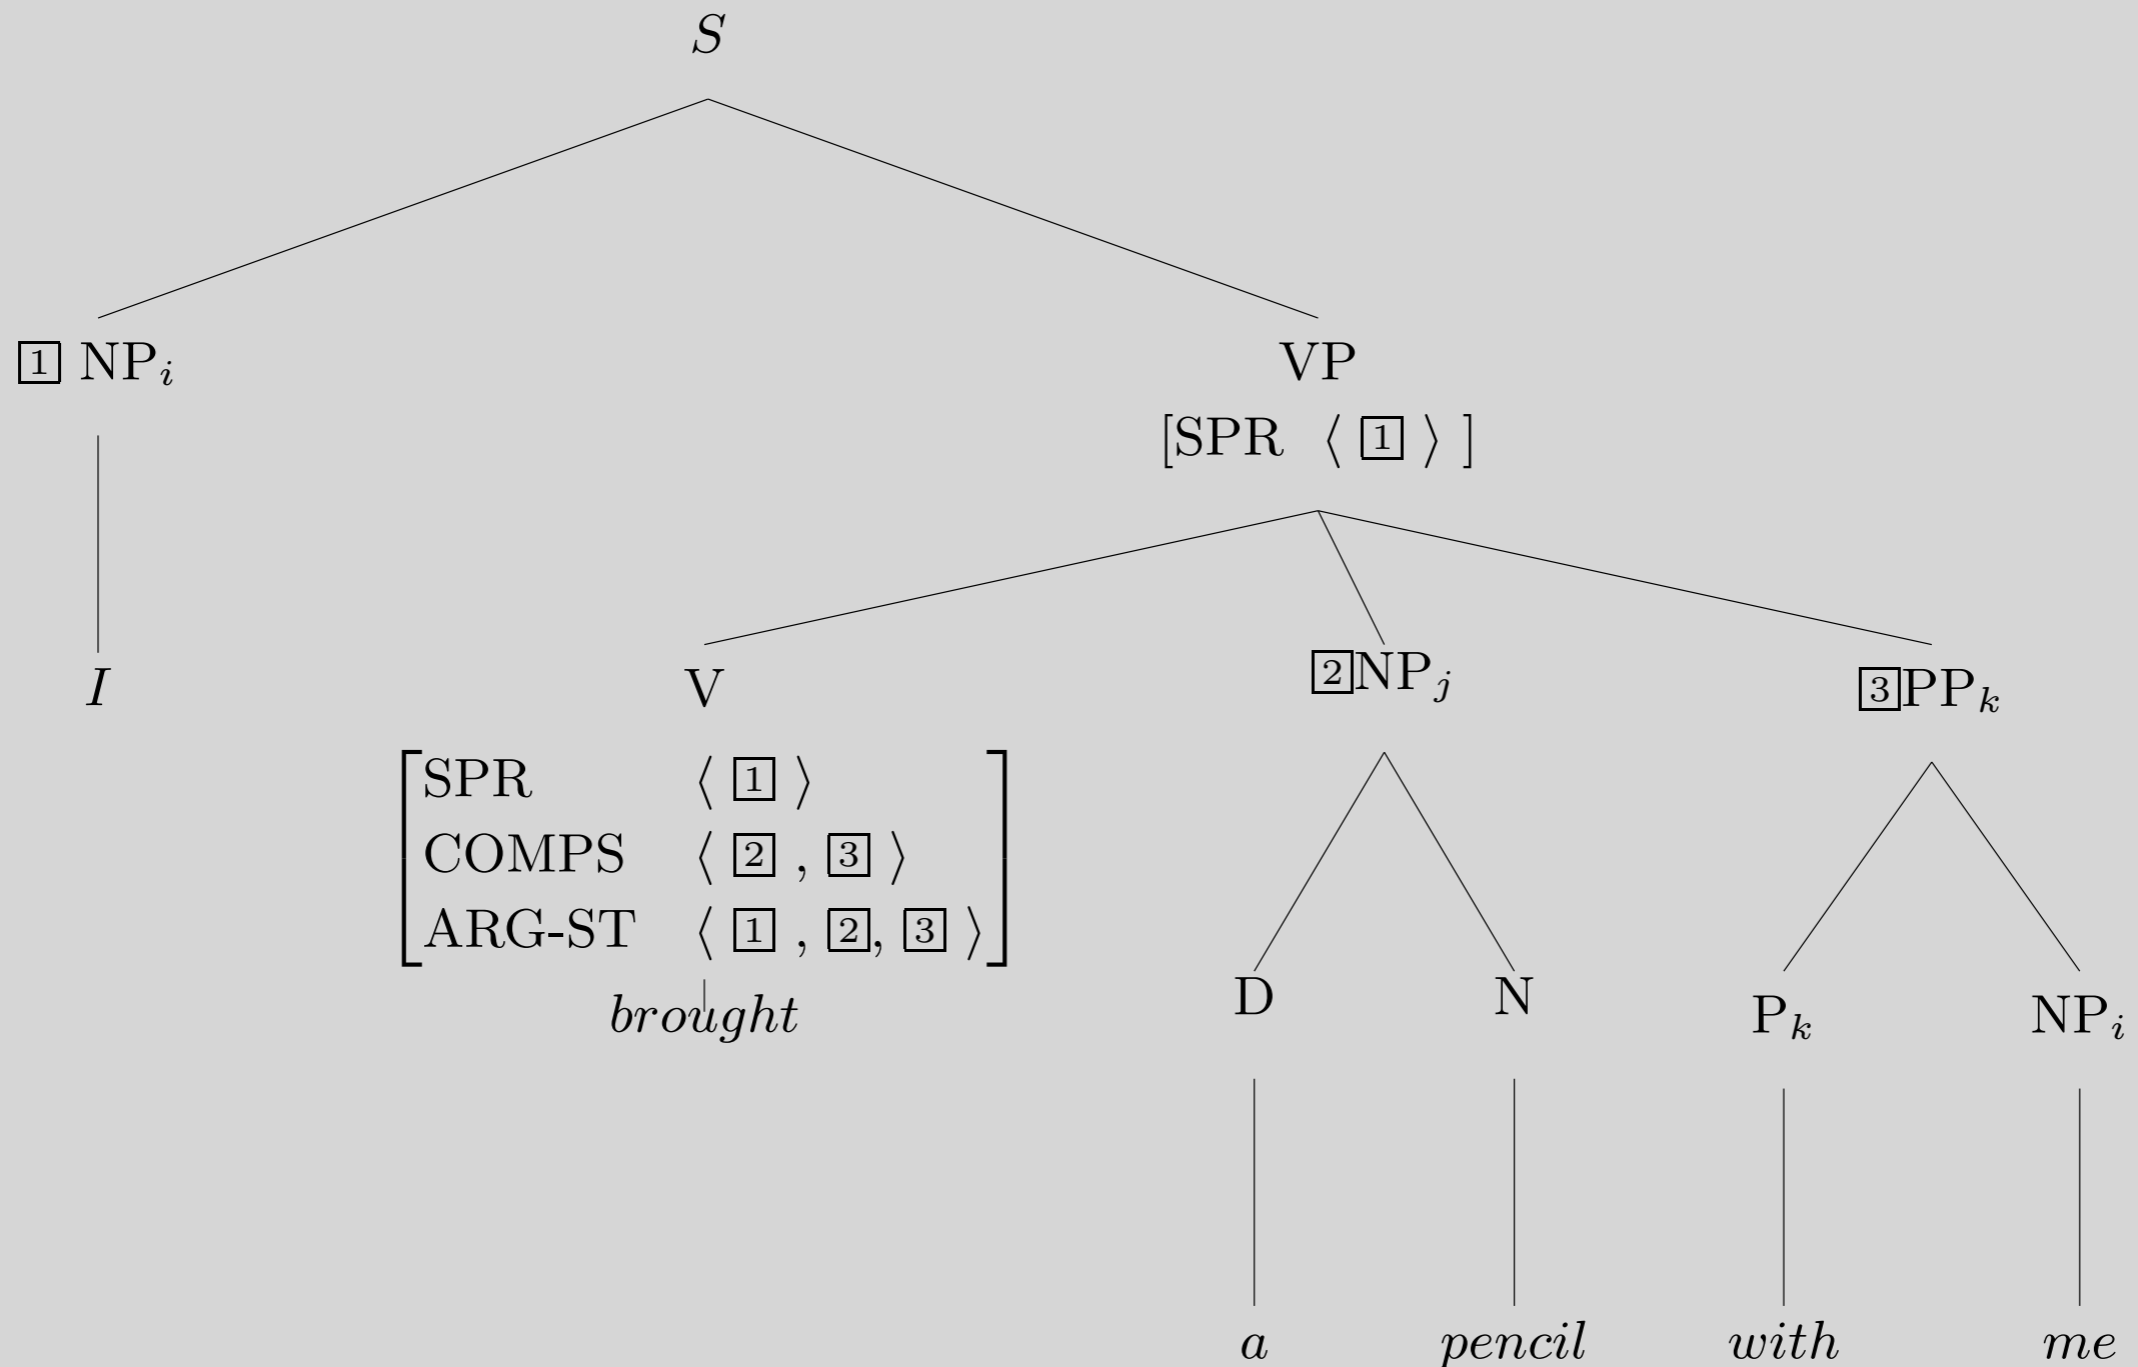 S
1 NP_i VP
[SPR ⟨ 1 ⟩ ]
I V 2NP_j 3PP_k
SPR ⟨ 1 ⟩
COMPS ⟨ 2 , 3 ⟩
ARG-ST ⟨ 1 , 2, 3 ⟩
brought D N P_k NP_i
a pencil with me